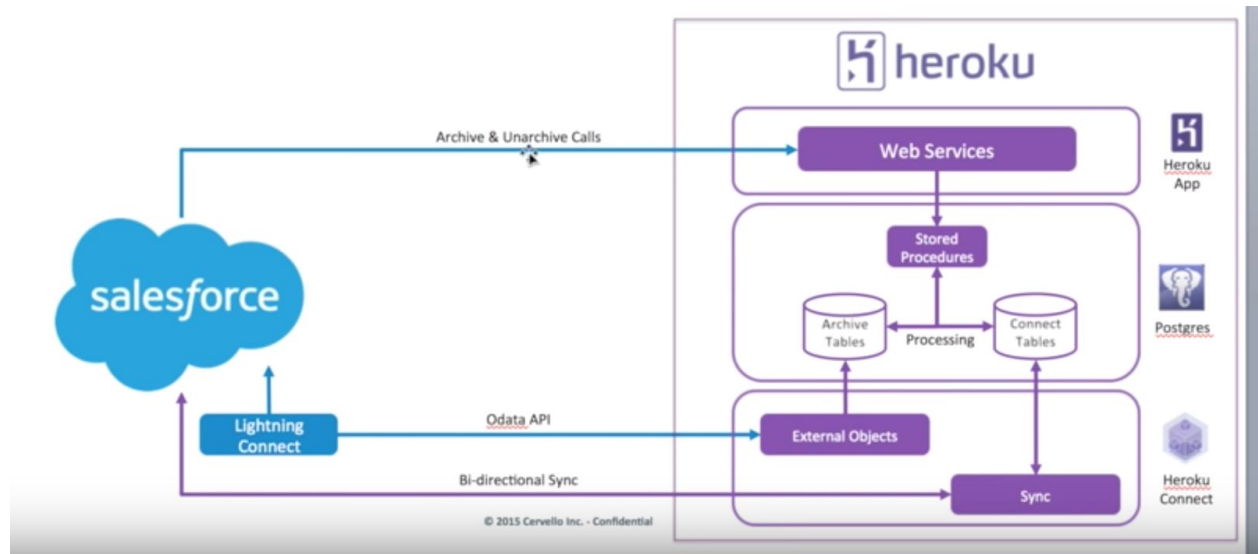 heroku
Archive & Unarchive Calls
Web Services
Heroku
App
Stored
Procedures
salesforce
Archive
Tables
Processing
Connect
Tables
Postgres
Lightning
Connect
Odata API
External Objects
Bi-directional Sync
Sync
Heroku
Connect
© 2015 Cervello Inc. - Confidential